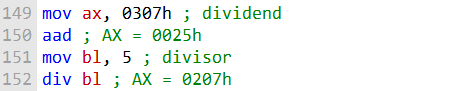 149 mov ax, 0307h ; dividend
150 aad ; AX = 0025h
151 mov bl, 5 ; divisor
152 div bl ; AX = 0207h